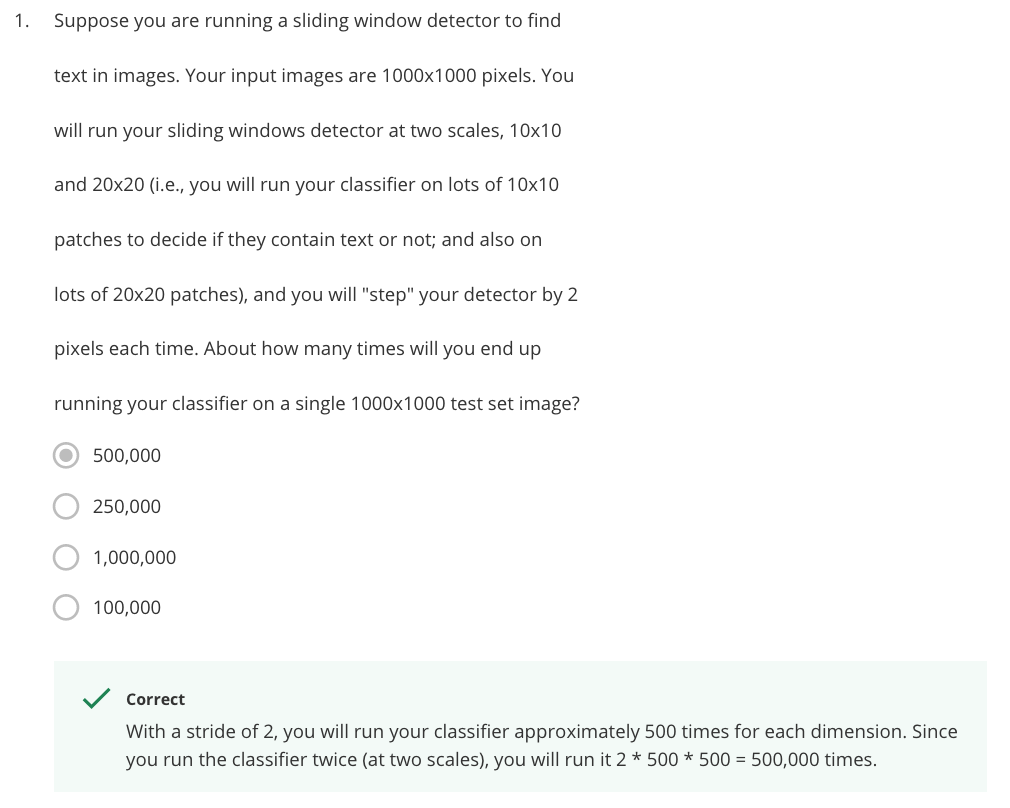 1. Suppose you are running a sliding window detector to find
text in images. Your input images are 1000x1000 pixels. You
will run your sliding windows detector at two scales, 10x10
and 20x20 (i.e., you will run your classifier on lots of 10x10
patches to decide if they contain text or not; and also on
lots of 20x20 patches), and you will "step" your detector by 2
pixels each time. About how many times will you end up
running your classifier on a single 1000x1000 test set image?
500,000
250,000
1,000,000
100,000
Correct
With a stride of 2, you will run your classifier approximately 500 times for each dimension. Since
you run the classifier twice (at two scales), you will run it 2 * 500 * 500 = 500,000 times.